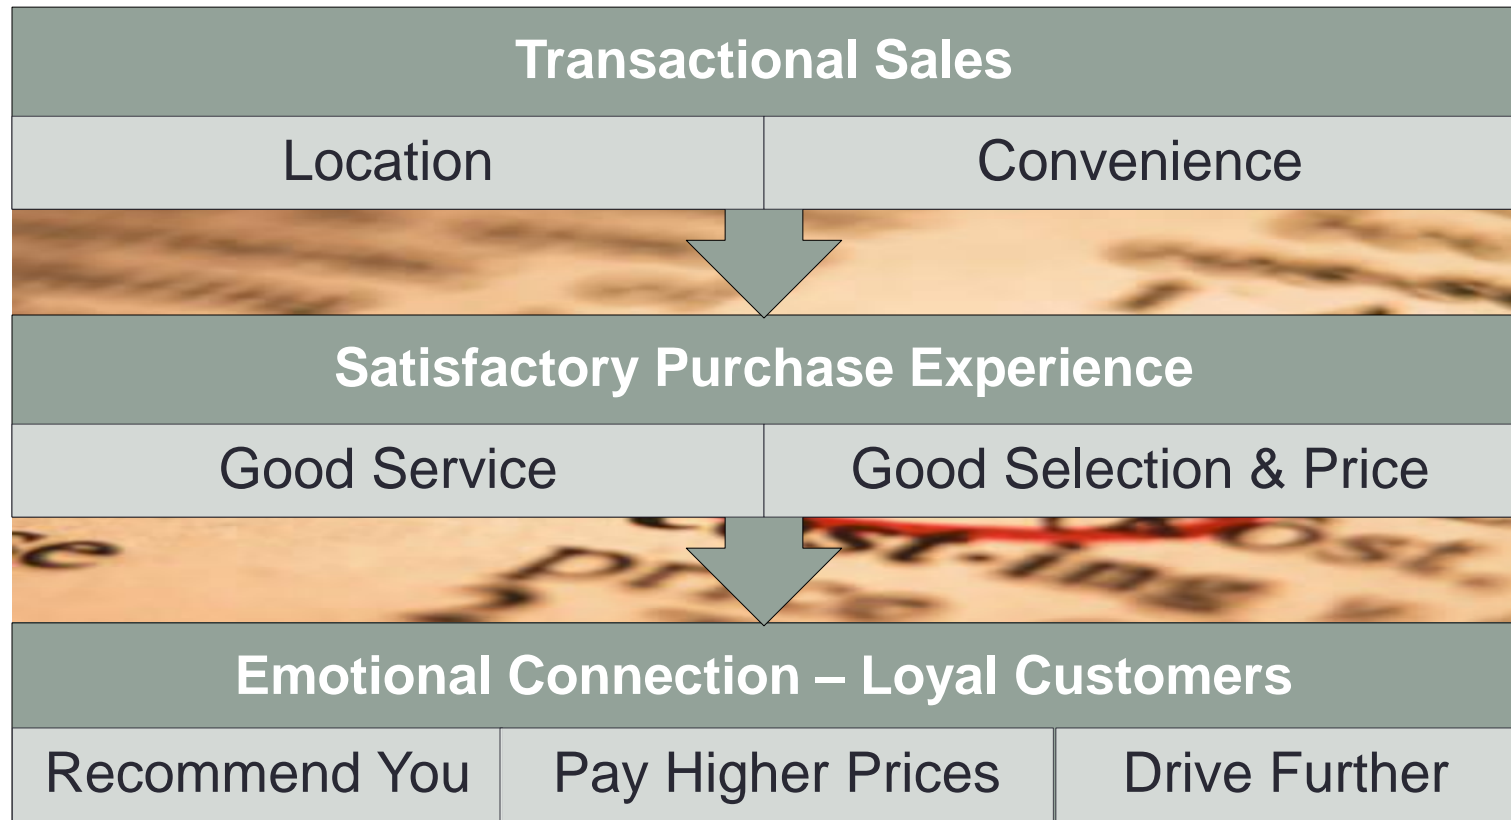 Transactional Sales
Location
Convenience
Satisfactory Purchase Experience
Good Service
Good Selection & Price
Emotional Connection – Loyal Customers
Recommend You
Pay Higher Prices
Drive Further